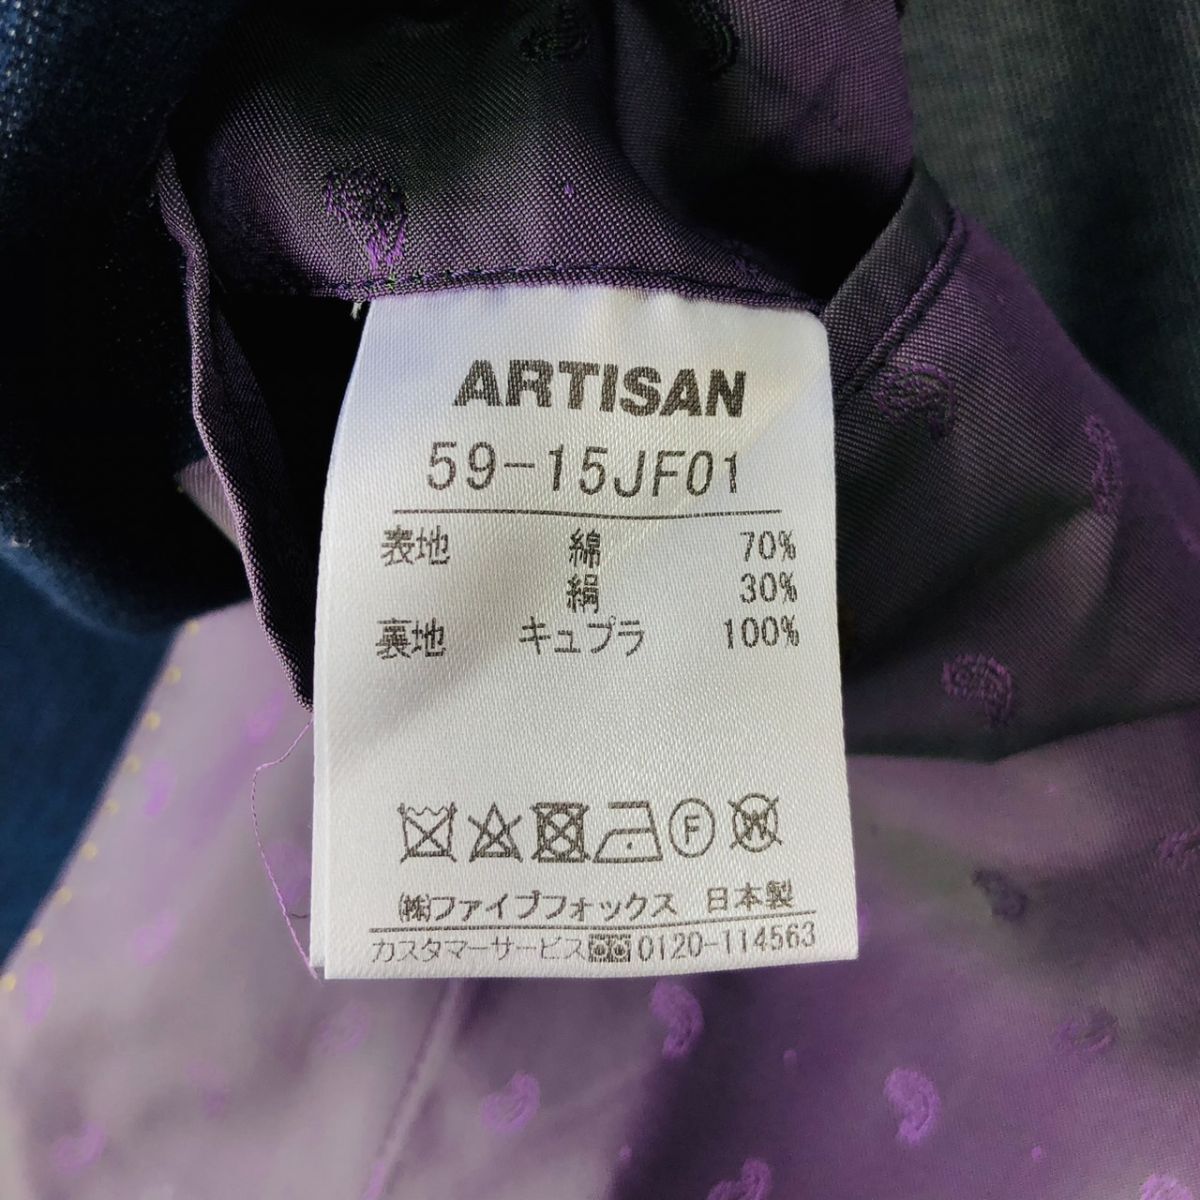 ARTISAN
59-15JF01
表地 綿 70%
絹 30%
裏地 キュプラ 100%
F W
㈱ファイブフォックス 日本製
カスタマーサービス 0120-114563